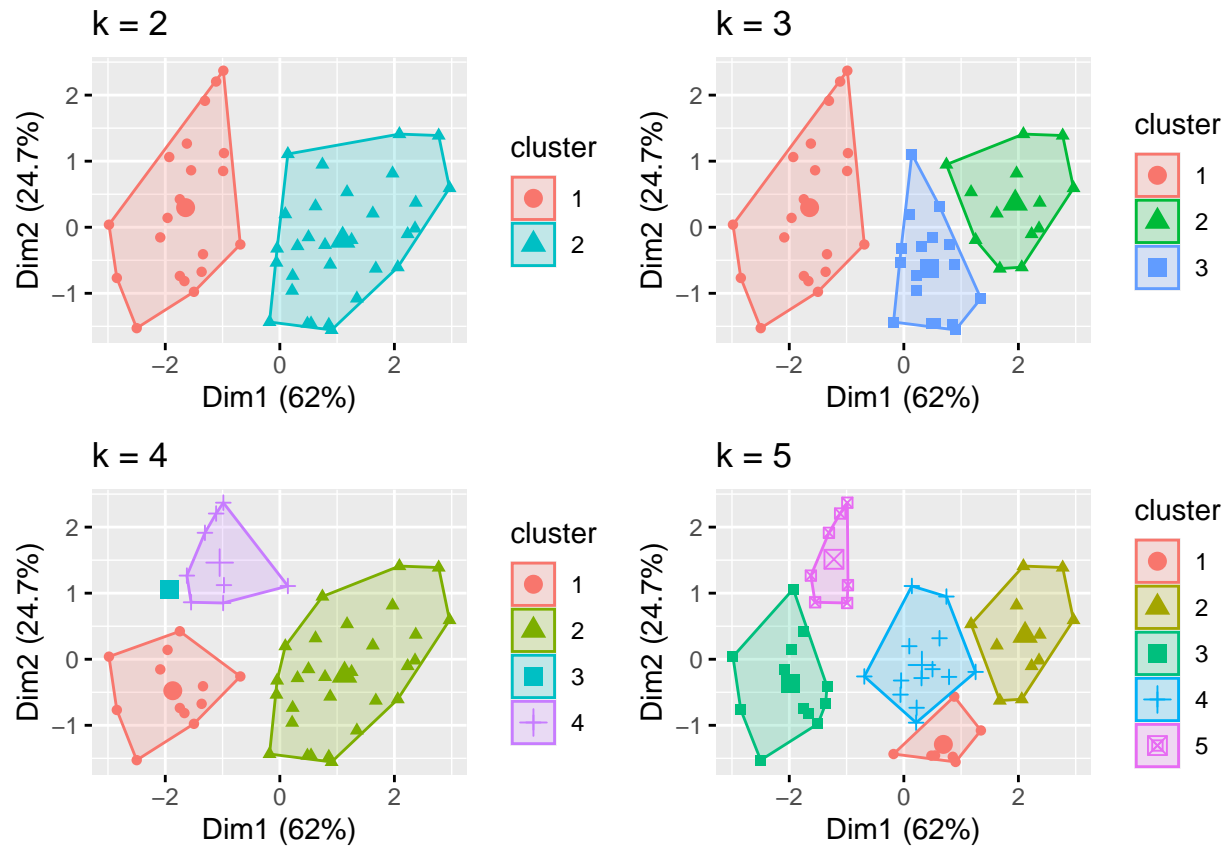 k = 2
Dim2 (24.7%)
2
1
0
−1
−2
0
2
Dim1 (62%)
cluster
1
2
k = 3
Dim2 (24.7%)
2
1
0
−1
−2
0
2
Dim1 (62%)
cluster
1
2
3
k = 4
Dim2 (24.7%)
2
1
0
−1
−2
0
2
Dim1 (62%)
cluster
1
2
3
4
k = 5
Dim2 (24.7%)
2
1
0
−1
−2
0
2
Dim1 (62%)
cluster
1
2
3
4
5